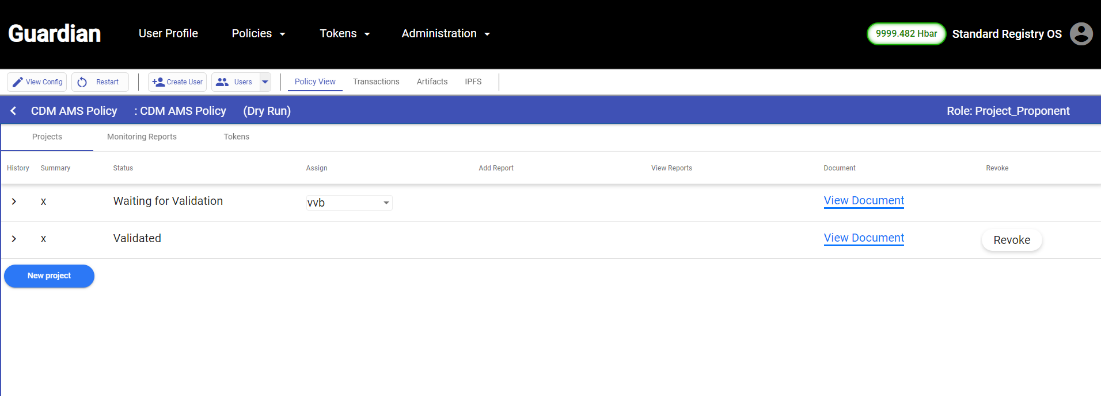 Guardian User Profile Policies Tokens Administration 9999.482 Hbar Standard Registry OS
View Config Restart Create User Users Policy View Transactions Artifacts IPFS
CDM AMS Policy : CDM AMS Policy (Dry Run) Role: Project_Proponent
Projects Monitoring Reports Tokens
History Summary Status Assign Add Report View Reports Document Revoke
x Waiting for Validation vvb View Document
x Validated View Document Revoke
New project